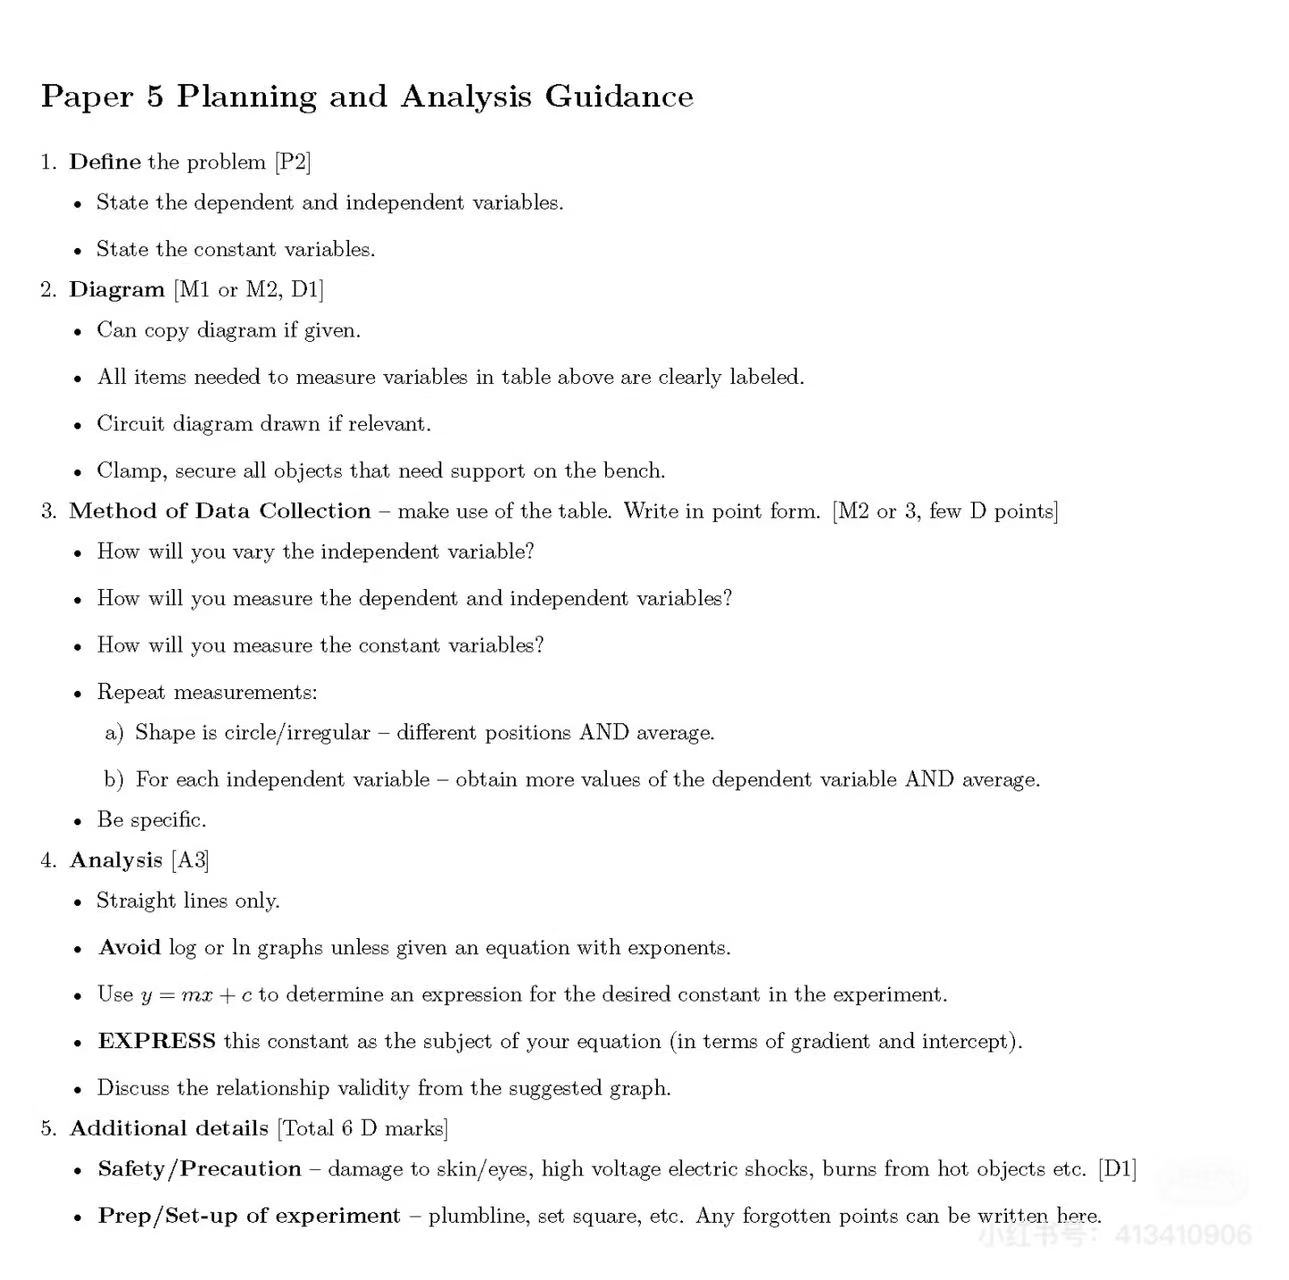 Paper 5 Planning and Analysis Guidance
1. Define the problem [P2]
• State the dependent and independent variables.
• State the constant variables.
2. Diagram [M1 or M2, D1]
• Can copy diagram if given.
• All items needed to measure variables in table above are clearly labeled.
• Circuit diagram drawn if relevant.
• Clamp, secure all objects that need support on the bench.
3. Method of Data Collection – make use of the table. Write in point form. [M2 or 3, few D points]
• How will you vary the independent variable?
• How will you measure the dependent and independent variables?
• How will you measure the constant variables?
• Repeat measurements:
a) Shape is circle/irregular – different positions AND average.
b) For each independent variable – obtain more values of the dependent variable AND average.
• Be specific.
4. Analysis [A3]
• Straight lines only.
• Avoid log or ln graphs unless given an equation with exponents.
• Use y = mx + c to determine an expression for the desired constant in the experiment.
• EXPRESS this constant as the subject of your equation (in terms of gradient and intercept).
• Discuss the relationship validity from the suggested graph.
5. Additional details [Total 6 D marks]
• Safety/Precaution – damage to skin/eyes, high voltage electric shocks, burns from hot objects etc. [D1]
• Prep/Set-up of experiment – plumbline, set square, etc. Any forgotten points can be written here.
小红书号：413410906